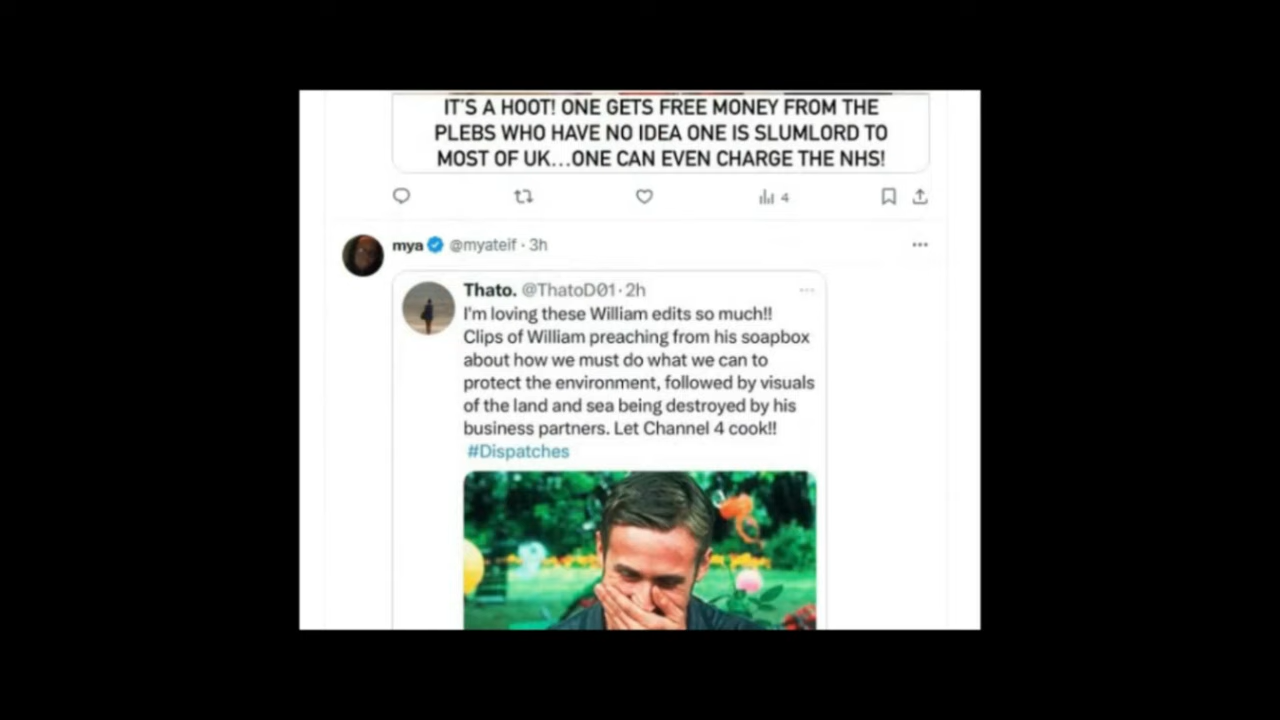 IT'S A HOOT! ONE GETS FREE MONEY FROM THE
PLEBS WHO HAVE NO IDEA ONE IS SLUMLORD TO
MOST OF UK...ONE CAN EVEN CHARGE THE NHS!
4
mya @myateif · 3h
Thato. @ThatoD01 · 2h
I'm loving these William edits so much!!
Clips of William preaching from his soapbox
about how we must do what we can to
protect the environment, followed by visuals
of the land and sea being destroyed by his
business partners. Let Channel 4 cook!!
#Dispatches